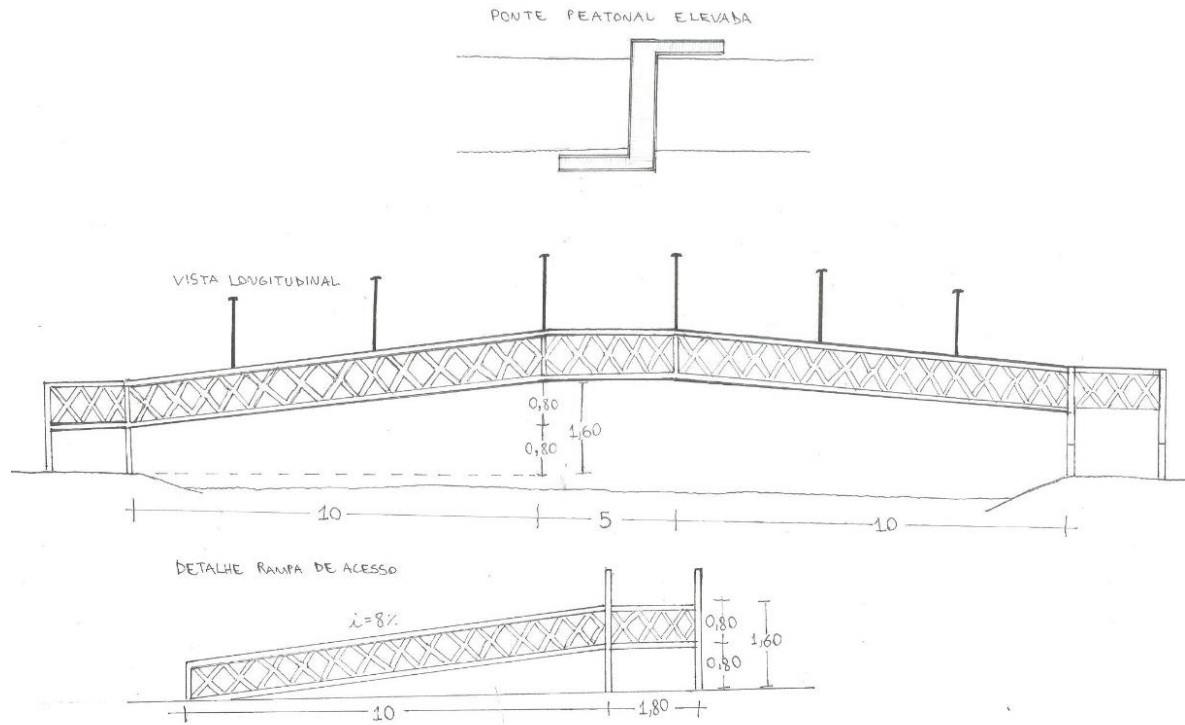 PONTE PEATONAL ELEVADA
VISTA LONGITUDINAL
0,80
0,80
1,60
10
5
10
DETALHE RAMPA DE ACESSO
i=8%
0,80
0,80
1,60
10
1,80